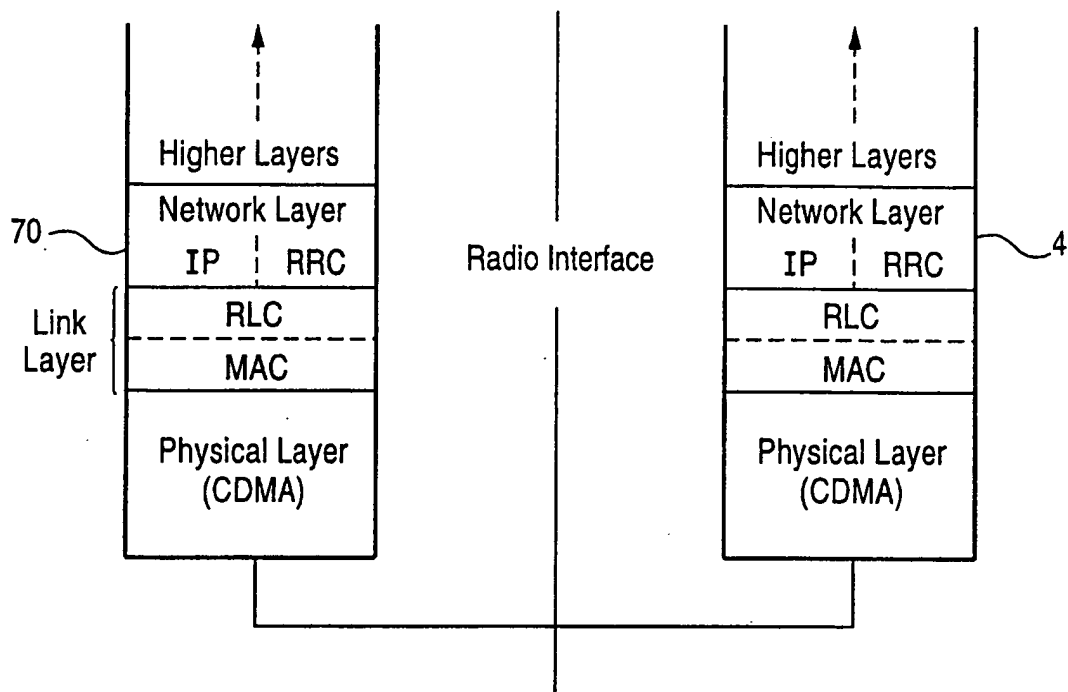 Higher Layers
Network Layer
70
IP RRC
Link
Layer
RLC
MAC
Physical Layer
(CDMA)
Radio Interface
Higher Layers
Network Layer
4
IP RRC
RLC
MAC
Physical Layer
(CDMA)